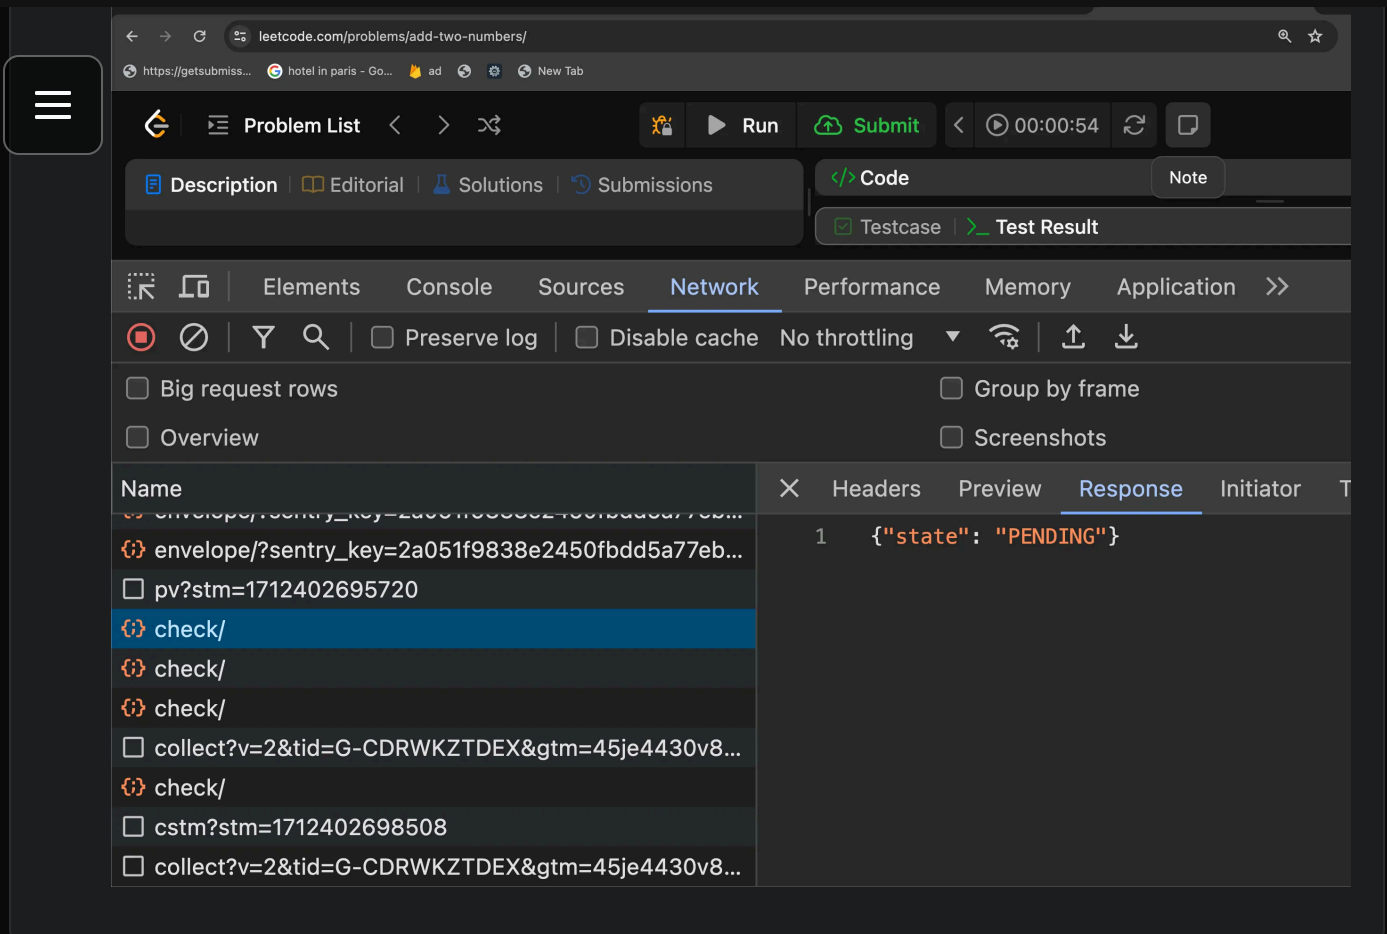 leetcode.com/problems/add-two-numbers/
https://getsubmiss... hotel in paris - Go... ad New Tab
Problem List Run Submit 00:00:54
Description Editorial Solutions Submissions
Code Note
Testcase Test Result
Elements Console Sources Network Performance Memory Application
Preserve log Disable cache No throttling
Big request rows Group by frame
Overview Screenshots
Name Headers Preview Response Initiator T
1 {"state": "PENDING"}
envelope/?sentry_key=2a051f9838e2450fbdd5a77eb...
envelope/?sentry_key=2a051f9838e2450fbdd5a77eb...
pv?stm=1712402695720
check/
check/
check/
collect?v=2&tid=G-CDRWKZTDEX&gtm=45je4430v8...
check/
cstm?stm=1712402698508
collect?v=2&tid=G-CDRWKZTDEX&gtm=45je4430v8...